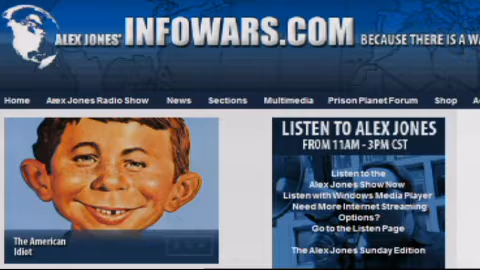 ALEX JONES' INFOWARS.COM BECAUSE THERE IS A WA
Home Alex Jones Radio Show News Sections Multimedia Prison Planet Forum Shop A
LISTEN TO ALEX JONES
FROM 11AM - 3PM CST
Listen to the
Alex Jones Show Now
Listen with Windows Media Player
Need More Internet Streaming
Options?
Go to the Listen Page
The Alex Jones Sunday Edition
The American
Idiot